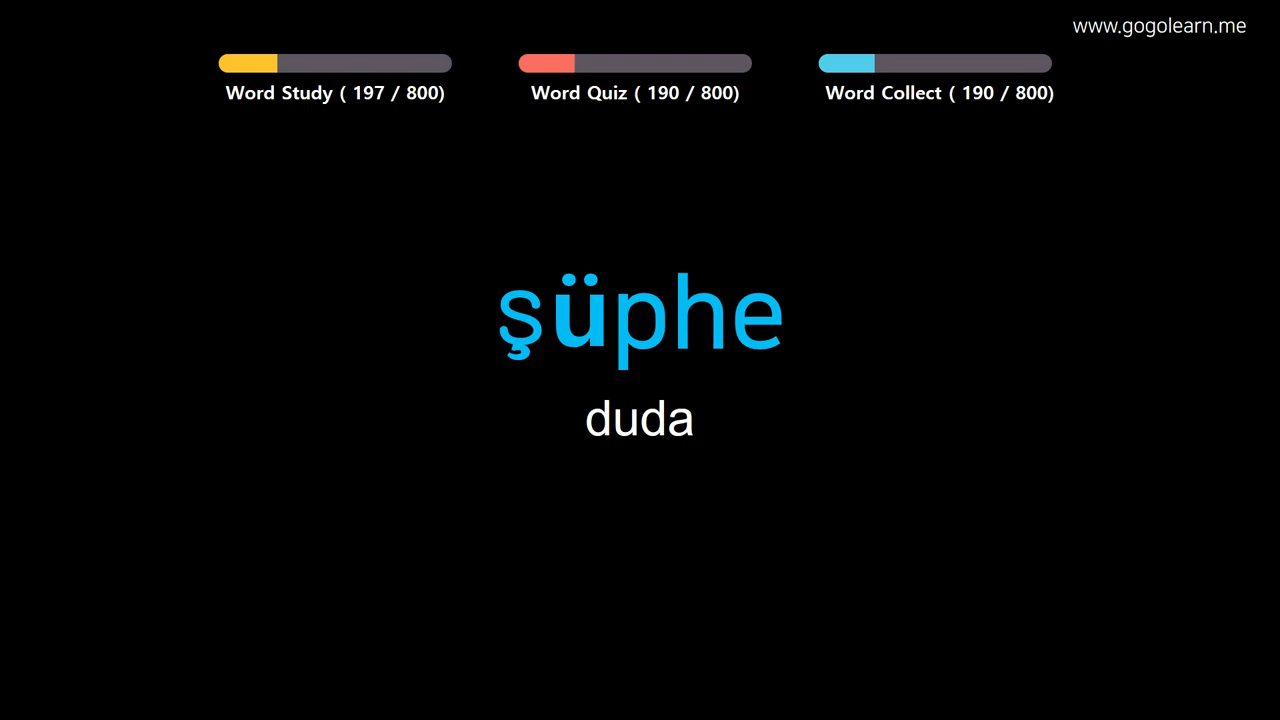 www.gogolearn.me
Word Study ( 197 / 800)
Word Quiz ( 190 / 800)
Word Collect ( 190 / 800)
şüphe
duda